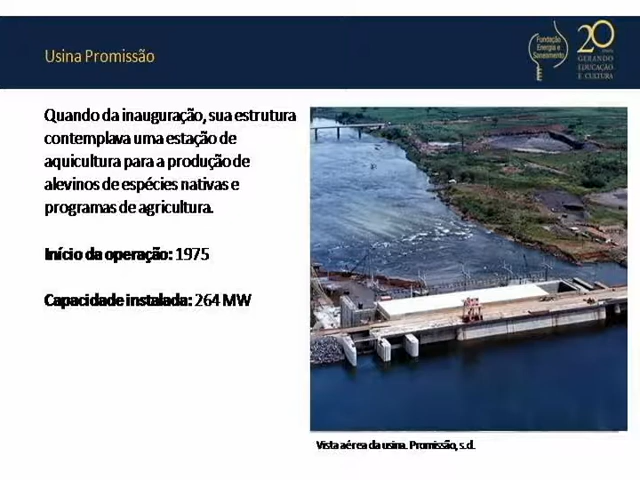 Usina Promissão
Fundação
Energia e
Saneamento
20
anos
GERANDO
EDUCAÇÃO
E CULTURA
Quando da inauguração, sua estrutura
contemplava uma estação de
aquicultura para a produção de
alevinos de espécies nativas e
programas de agricultura.
Início da operação: 1975
Capacidade instalada: 264 MW
Vista aérea da usina. Promissão, s.d.